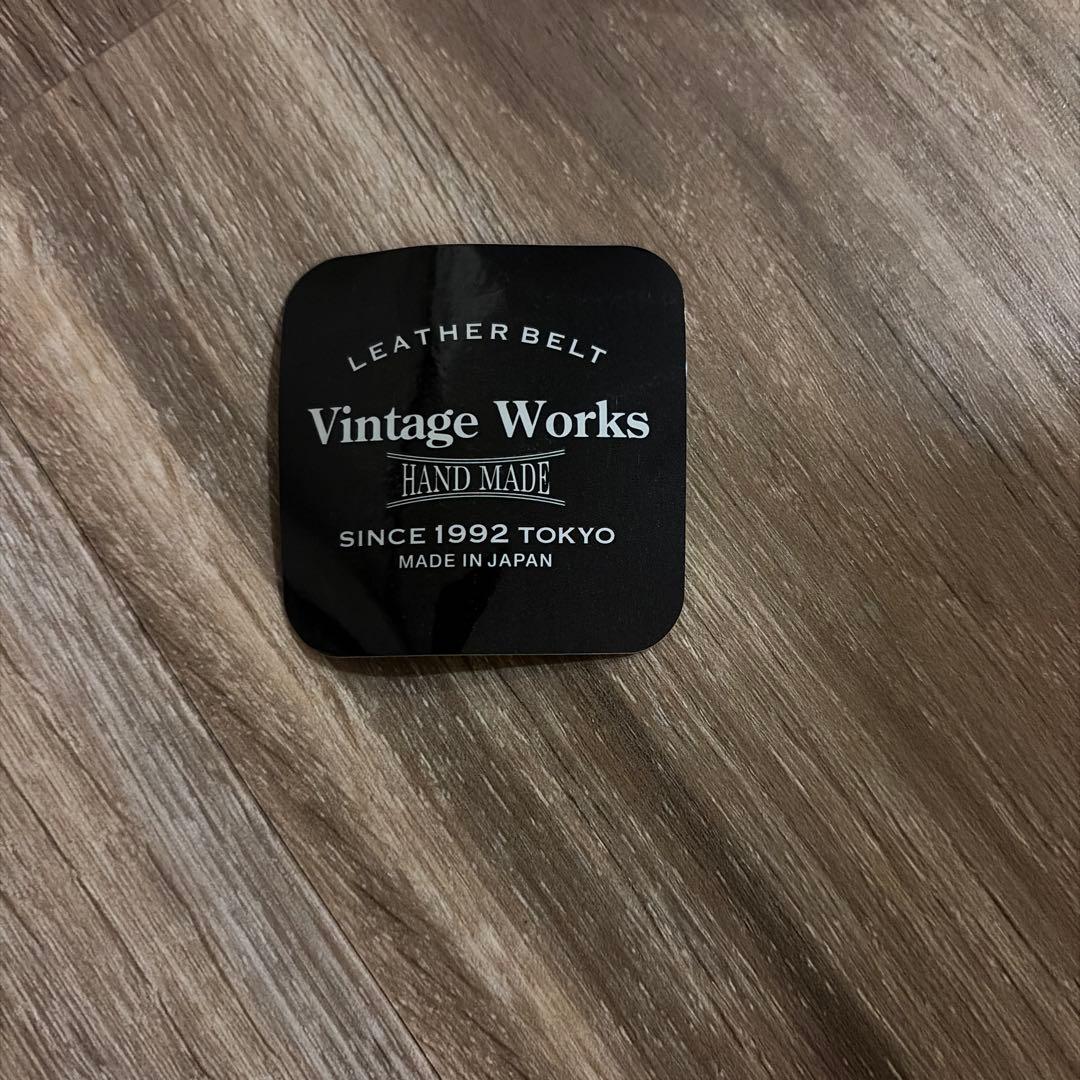 LEATHER BELT
Vintage Works
HAND MADE
SINCE 1992 TOKYO
MADE IN JAPAN